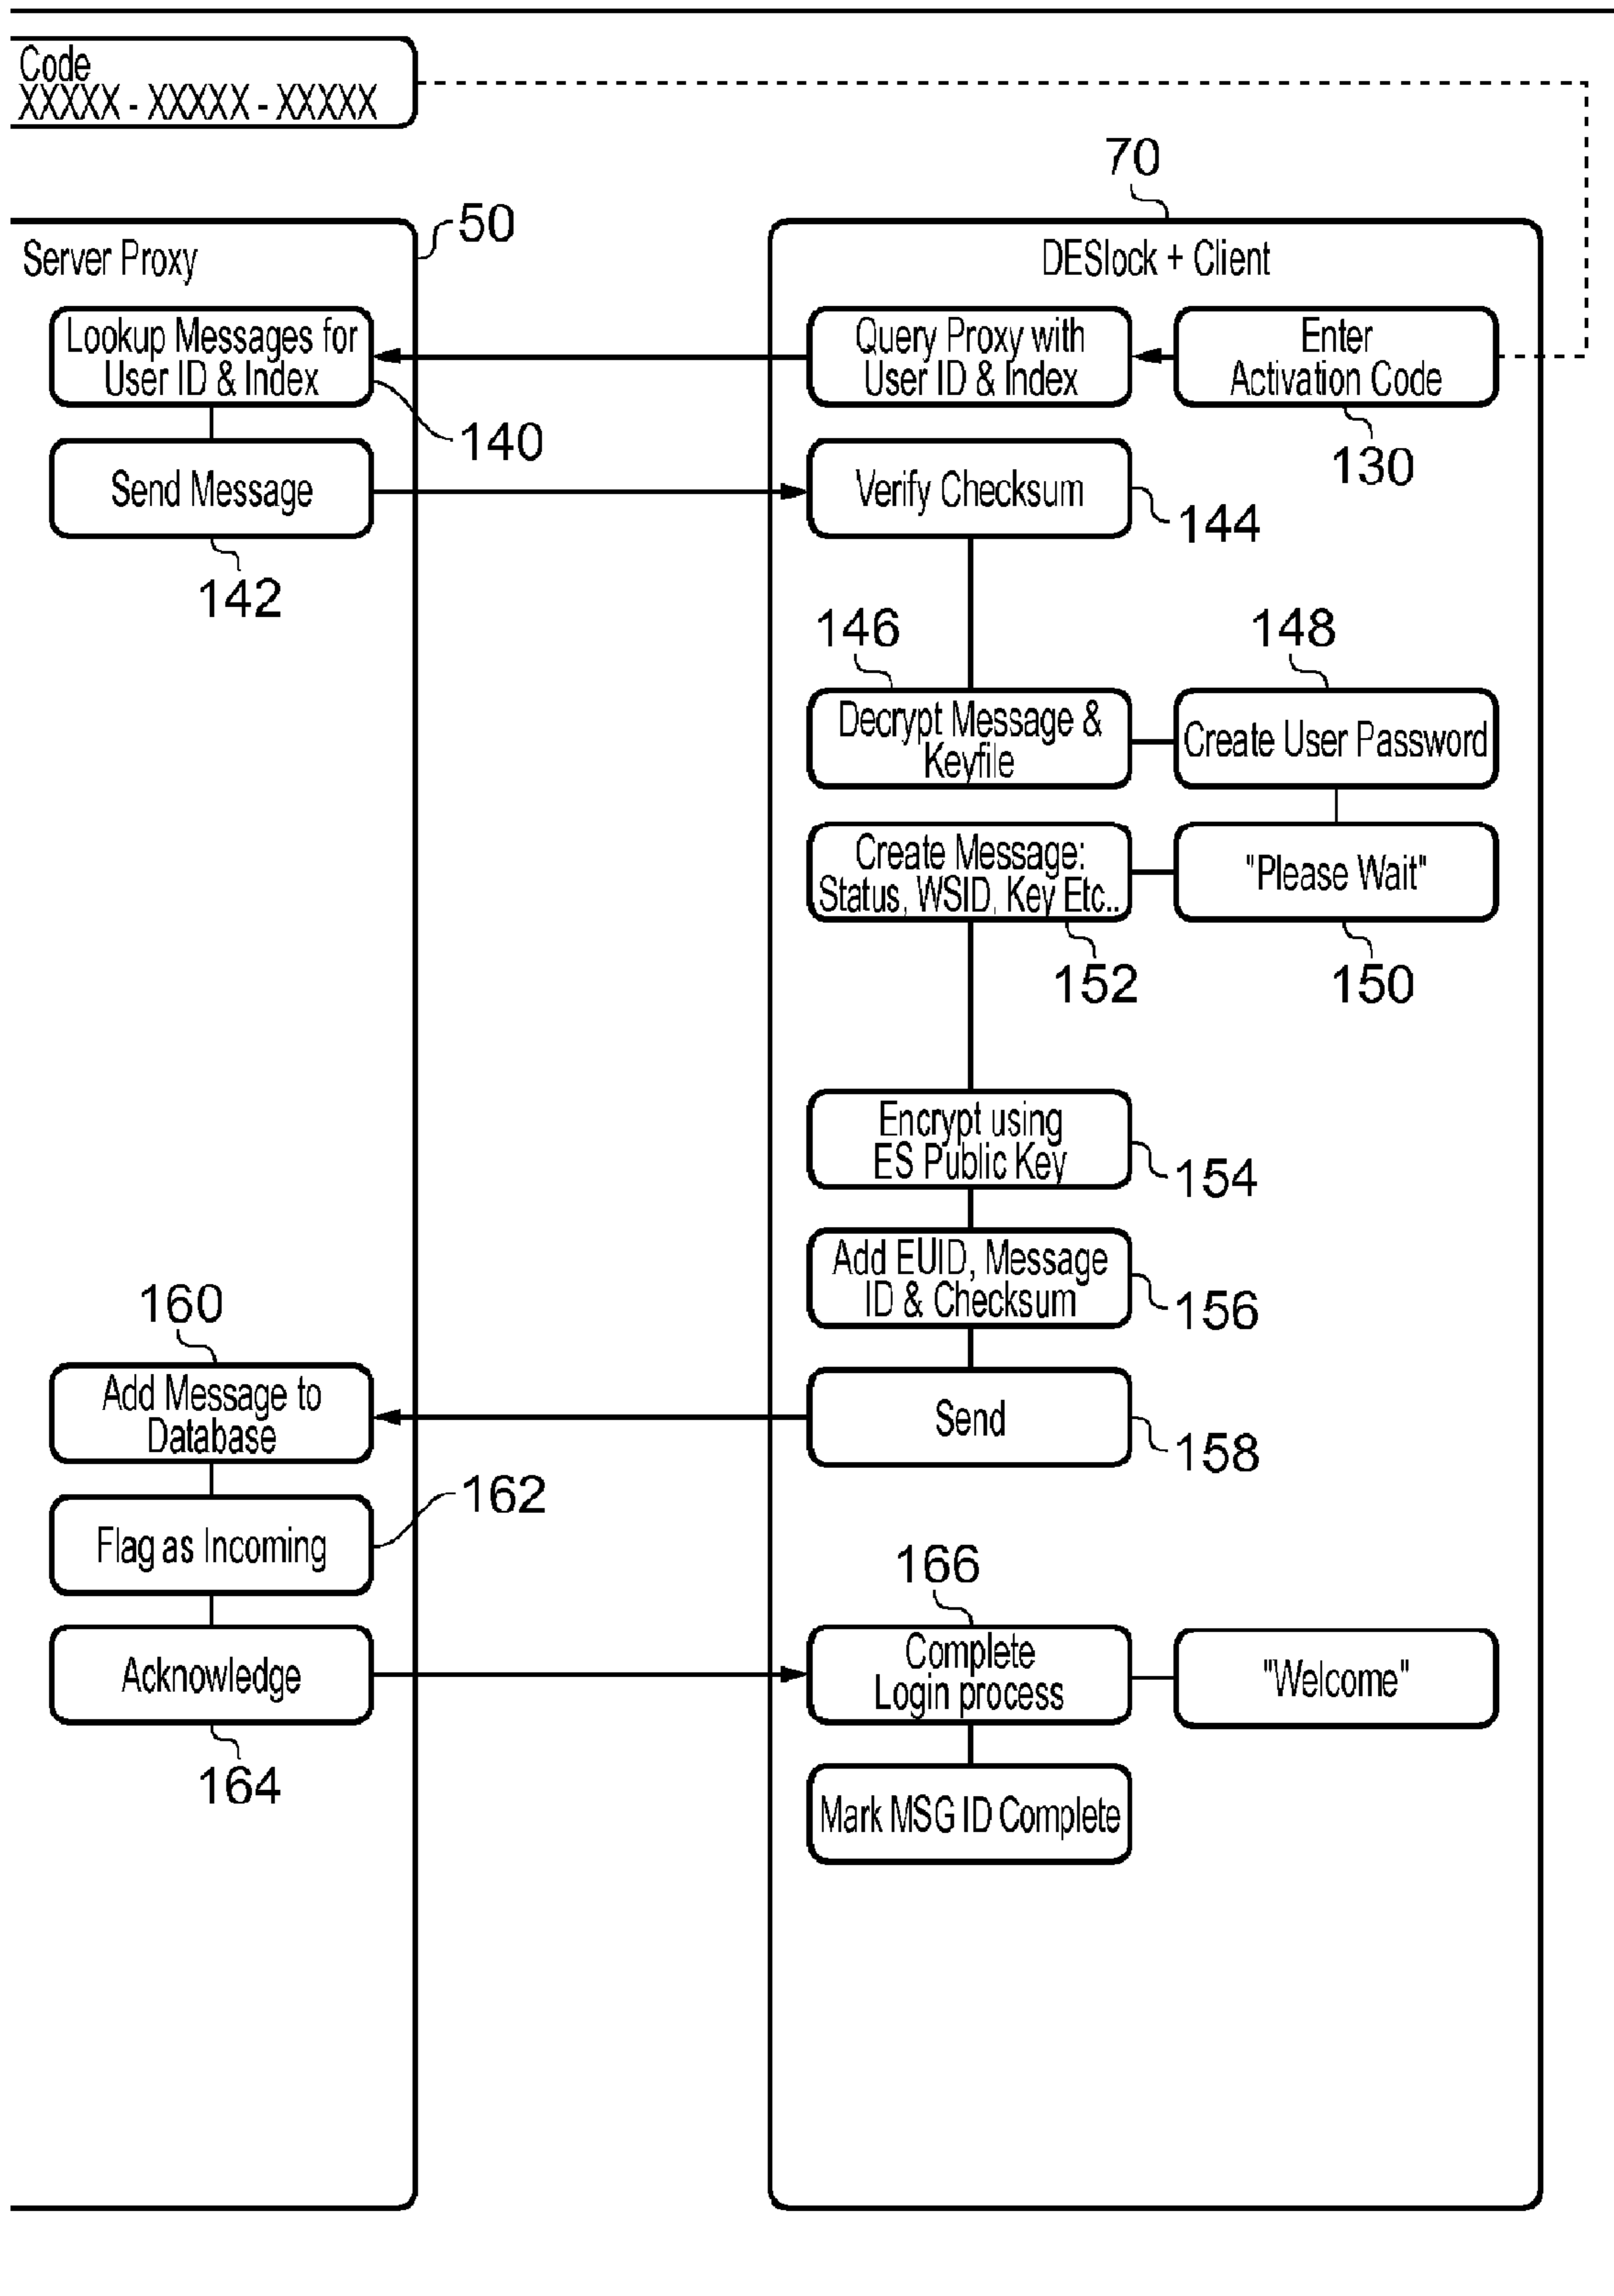 Code
XXXXX - XXXXX - XXXXX
70
50
Server Proxy
DESlock + Client
Lookup Messages for
User ID & Index
Query Proxy with
User ID & Index
Enter
Activation Code
140
130
Send Message
Verify Checksum
144
142
146
148
Decrypt Message &
Keyfile
Create User Password
Create Message:
Status, WSID, Key Etc..
"Please Wait"
152
150
Encrypt using
ES Public Key
154
Add EUID, Message
ID & Checksum
156
160
Add Message to
Database
Send
158
162
Flag as Incoming
166
Acknowledge
Complete
Login process
"Welcome"
164
Mark MSG ID Complete